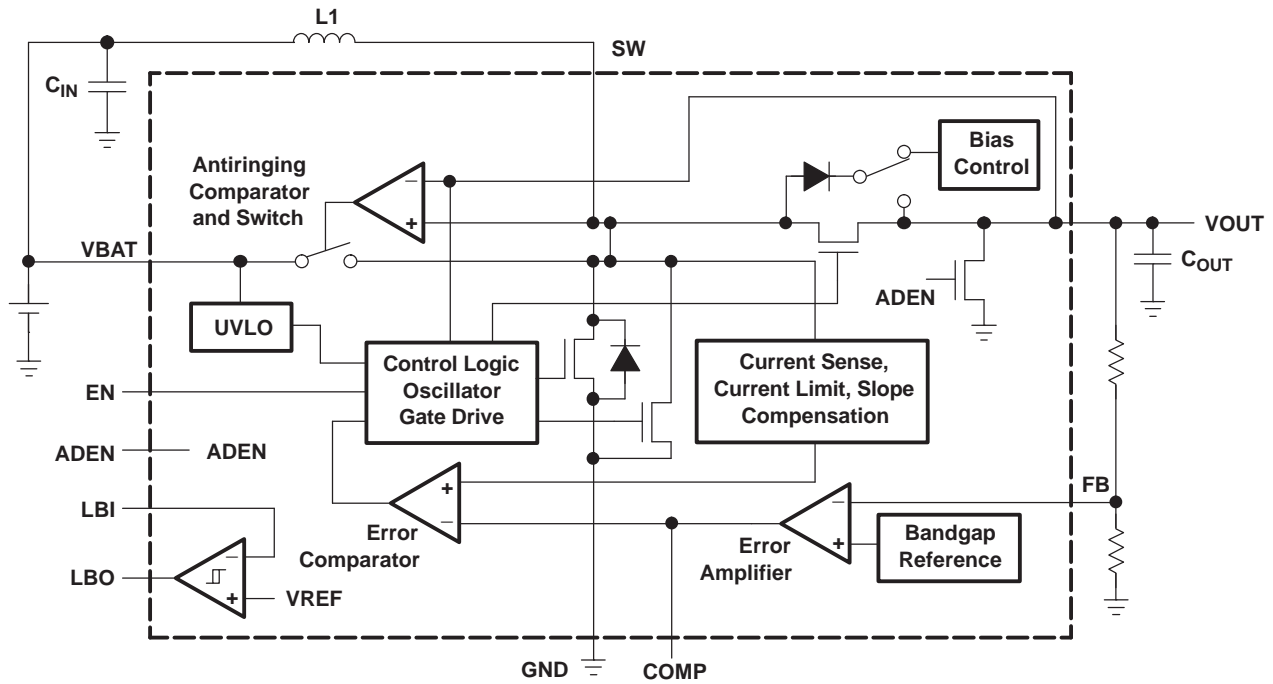 L1
SW
CIN
Bias
Control
Antiringing
Comparator
and Switch
−
+
VOUT
VBAT
COUT
ADEN
UVLO
Control Logic
Oscillator
Gate Drive
Current Sense,
Current Limit, Slope
Compensation
EN
ADEN
ADEN
LBI
FB
+
−
Error
Comparator
−
+
Error
Amplifier
Bandgap
Reference
LBO
−
+
VREF
GND
COMP